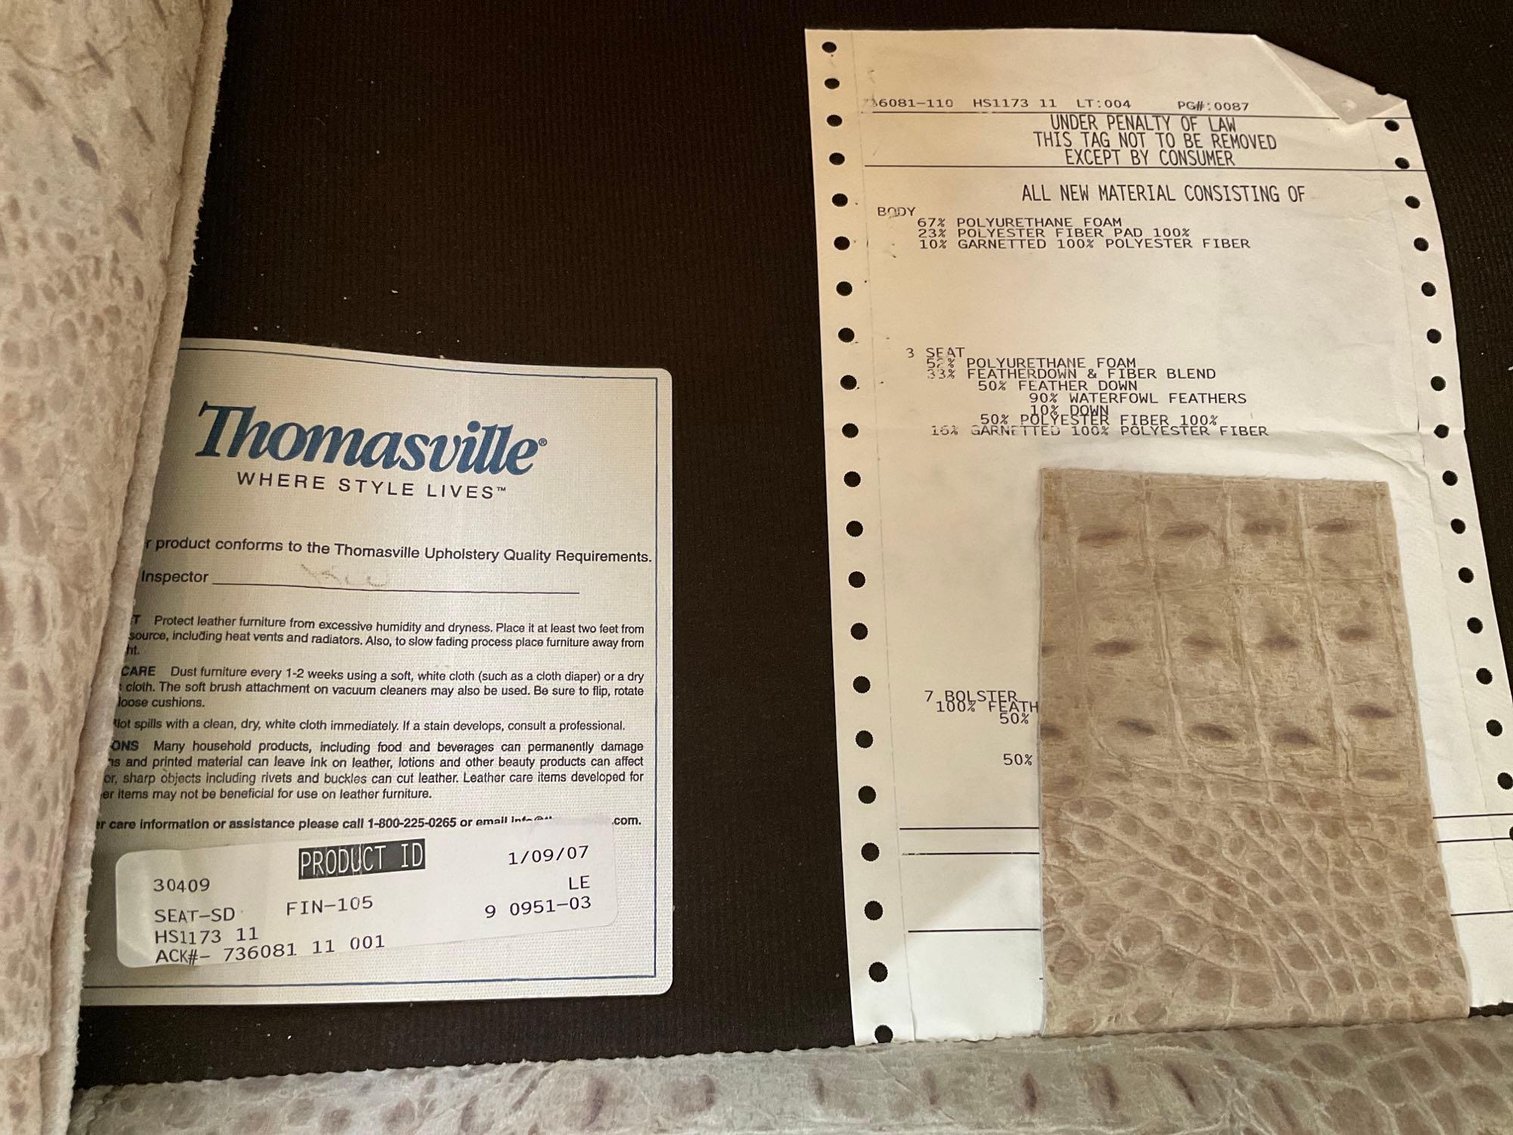 Thomasville®
WHERE STYLE LIVES™
r product conforms to the Thomasville Upholstery Quality Requirements.
Inspector
T Protect leather furniture from excessive humidity and dryness. Place it at least two feet from
source, including heat vents and radiators. Also, to slow fading process place furniture away from
ht.
CARE Dust furniture every 1-2 weeks using a soft, white cloth (such as a cloth diaper) or a dry
cloth. The soft brush attachment on vacuum cleaners may also be used. Be sure to flip, rotate
loose cushions.
lot spills with a clean, dry, white cloth immediately. If a stain develops, consult a professional.
ONS Many household products, including food and beverages can permanently damage
ns and printed material can leave ink on leather, lotions and other beauty products can affect
or, sharp objects including rivets and buckles can cut leather. Leather care items developed for
er items may not be beneficial for use on leather furniture.
r care information or assistance please call 1-800-225-0265 or email .com.
PRODUCT ID 1/09/07
30409 LE
SEAT-SD FIN-105 9 0951-03
HS1173 11
ACK#- 736081 11 001
736081-110 HS1173 11 LT:004 PG#:0087
UNDER PENALTY OF LAW
THIS TAG NOT TO BE REMOVED
EXCEPT BY CONSUMER
ALL NEW MATERIAL CONSISTING OF
BODY
67% POLYURETHANE FOAM
23% POLYESTER FIBER PAD 100%
10% GARNETTED 100% POLYESTER FIBER
3 SEAT
POLYURETHANE FOAM
33% FEATHERDOWN & FIBER BLEND
50% FEATHER DOWN
90% WATERFOWL FEATHERS
10% DOWN
50% POLYESTER FIBER 100%
16% GARNETTED 100% POLYESTER FIBER
7 BOLSTER
100% FEATH
50%
50%